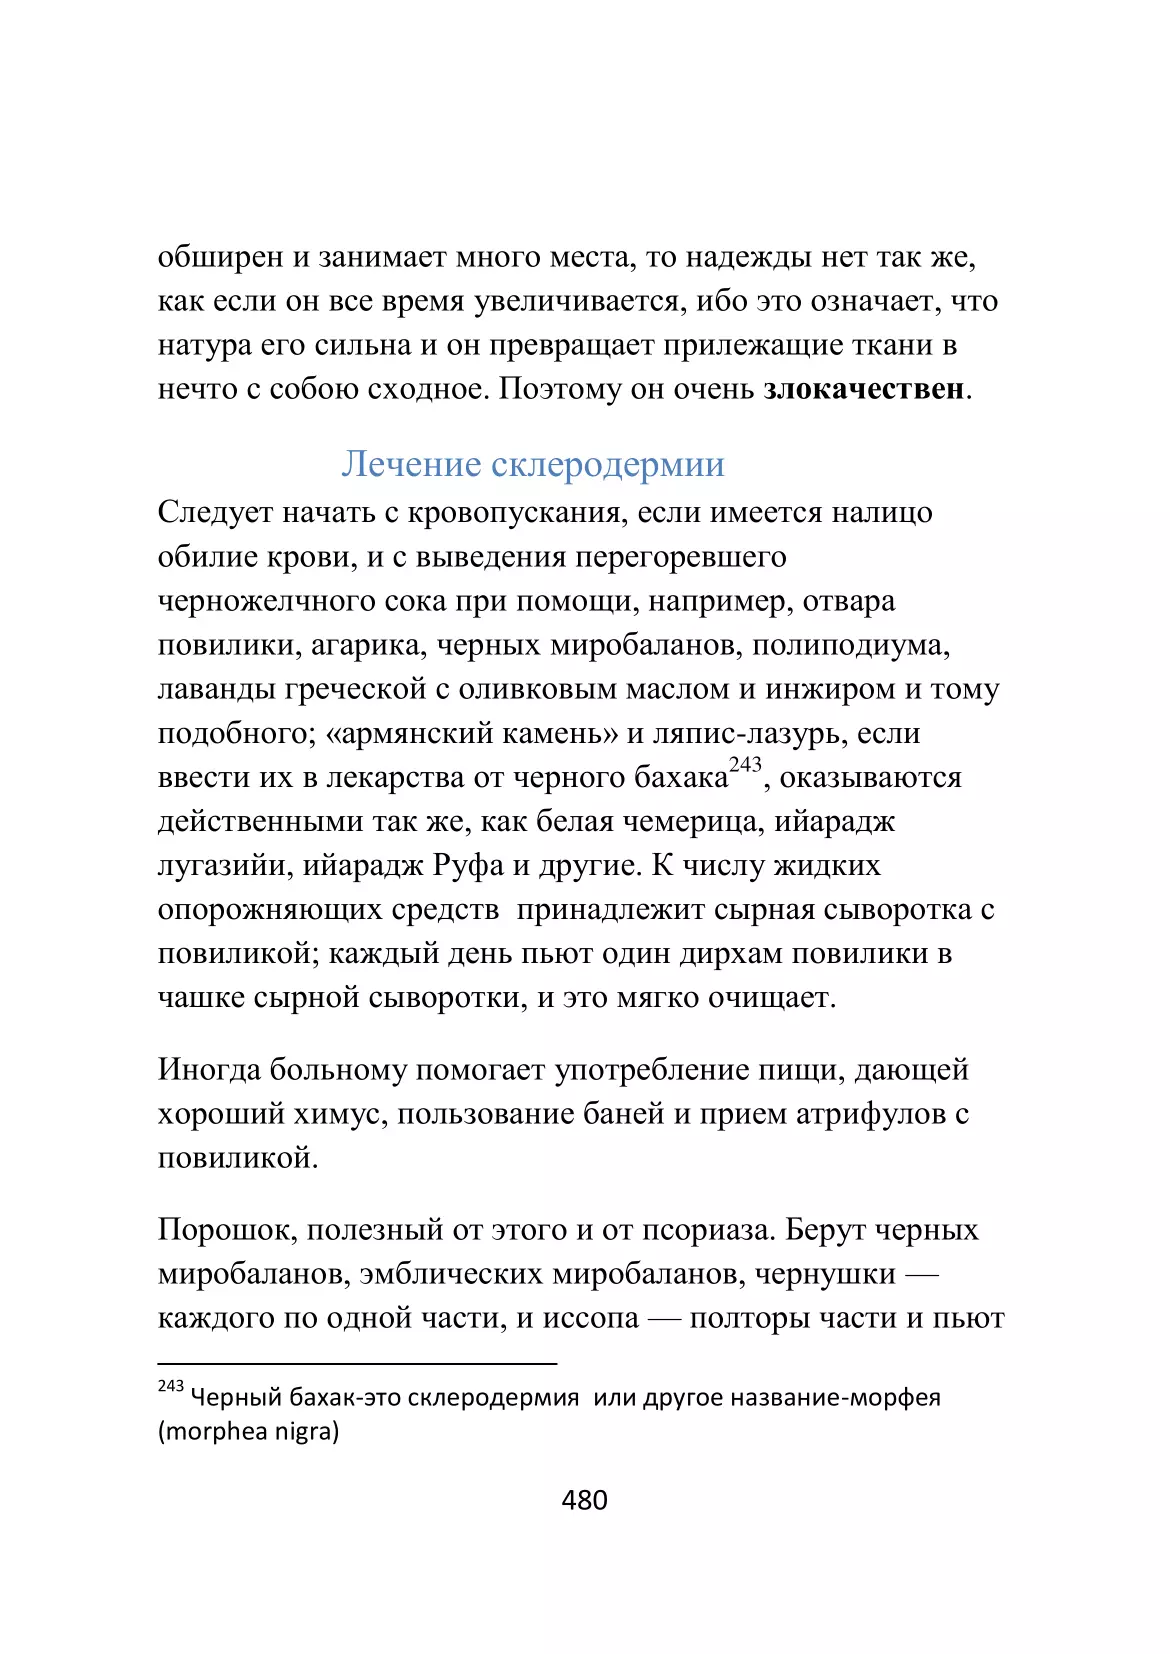 обширен и занимает много места, то надежды нет так же,
как если он все время увеличивается, ибо это означает, что
натура его сильна и он превращает прилежащие ткани в
нечто с собою сходное. Поэтому он очень злокачествен.
Лечение склеродермии
Следует начать с кровопускания, если имеется налицо
обилие крови, и с выведения перегоревшего
черножелчного сока при помощи, например, отвара
повилики, агарика, черных миробаланов, полиподиума,
лаванды греческой с оливковым маслом и инжиром и тому
подобного; «армянский камень» и ляпис-лазурь, если
ввести их в лекарства от черного бахака243, оказываются
действенными так же, как белая чемерица, ийарадж
лугазийи, ийарадж Руфа и другие. К числу жидких
опорожняющих средств  принадлежит сырная сыворотка с
повиликой; каждый день пьют один дирхам повилики в
чашке сырной сыворотки, и это мягко очищает.
Иногда больному помогает употребление пищи, дающей
хороший химус, пользование баней и прием атрифулов с
повиликой.
Порошок, полезный от этого и от псориаза. Берут черных
миробаланов, эмблических миробаланов, чернушки —
каждого по одной части, и иссопа — полторы части и пьют
243 Черный бахак-это склеродермия  или другое название-морфея
(morphea nigra)
480